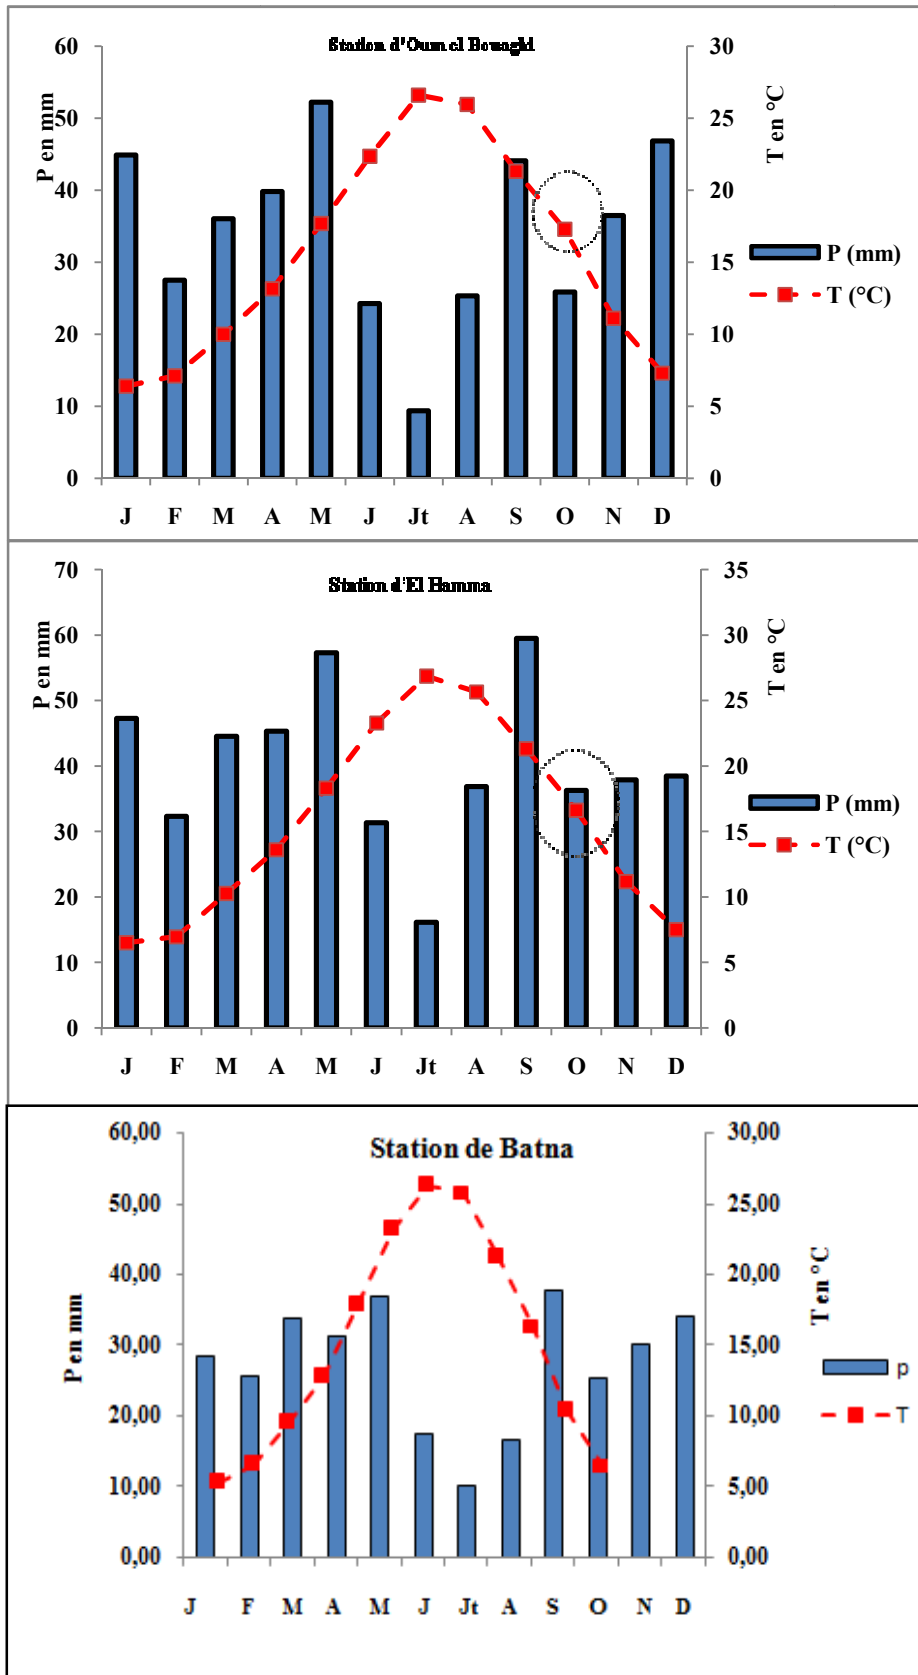 Station d'Oum el Bouaghi
P en mm
T en °C
60
50
40
30
20
10
0
30
25
20
15
10
5
0
J F M A M J Jt A S O N D
P (mm)
T (°C)
Station d'El Hamma
P en mm
T en °C
70
60
50
40
30
20
10
0
35
30
25
20
15
10
5
0
J F M A M J Jt A S O N D
P (mm)
T (°C)
Station de Batna
P en mm
T en °C
60,00
50,00
40,00
30,00
20,00
10,00
0,00
30,00
25,00
20,00
15,00
10,00
5,00
0,00
J F M A M J Jt A S O N D
p
T